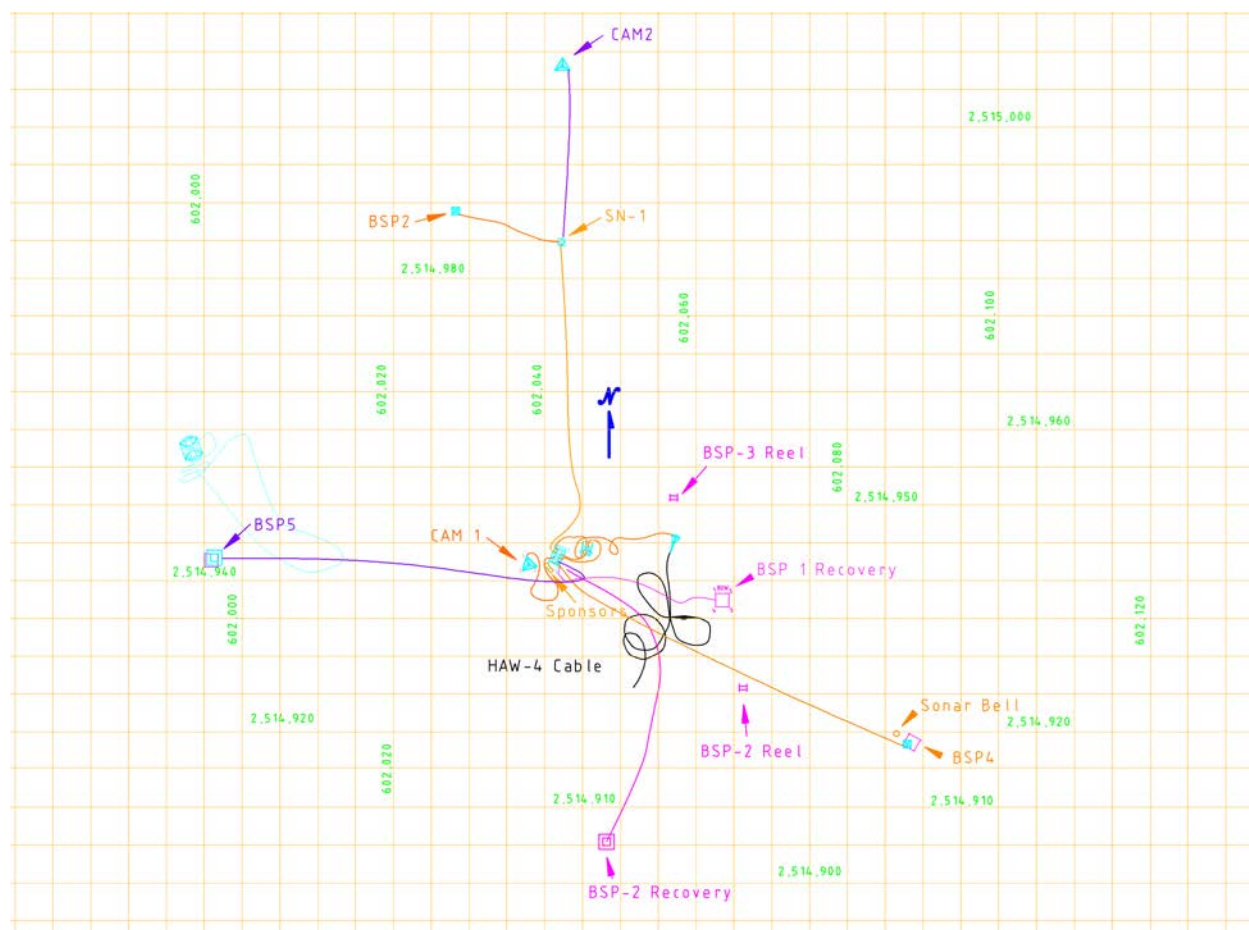 CAM2
2,515,000
602,000
BSP2
SN-1
2,514,980
602,060
602,100
602,020
602,040
N
2,514,960
BSP-3 Reel
602,080
2,514,950
BSP5
CAM 1
2,514,940
BSP 1 Recovery
602,000
Sponsors
602,120
HAW-4 Cable
2,514,920
Sonar Bell
2,514,920
BSP-2 Reel
BSP4
602,020
2,514,910
2,514,910
2,514,900
BSP-2 Recovery